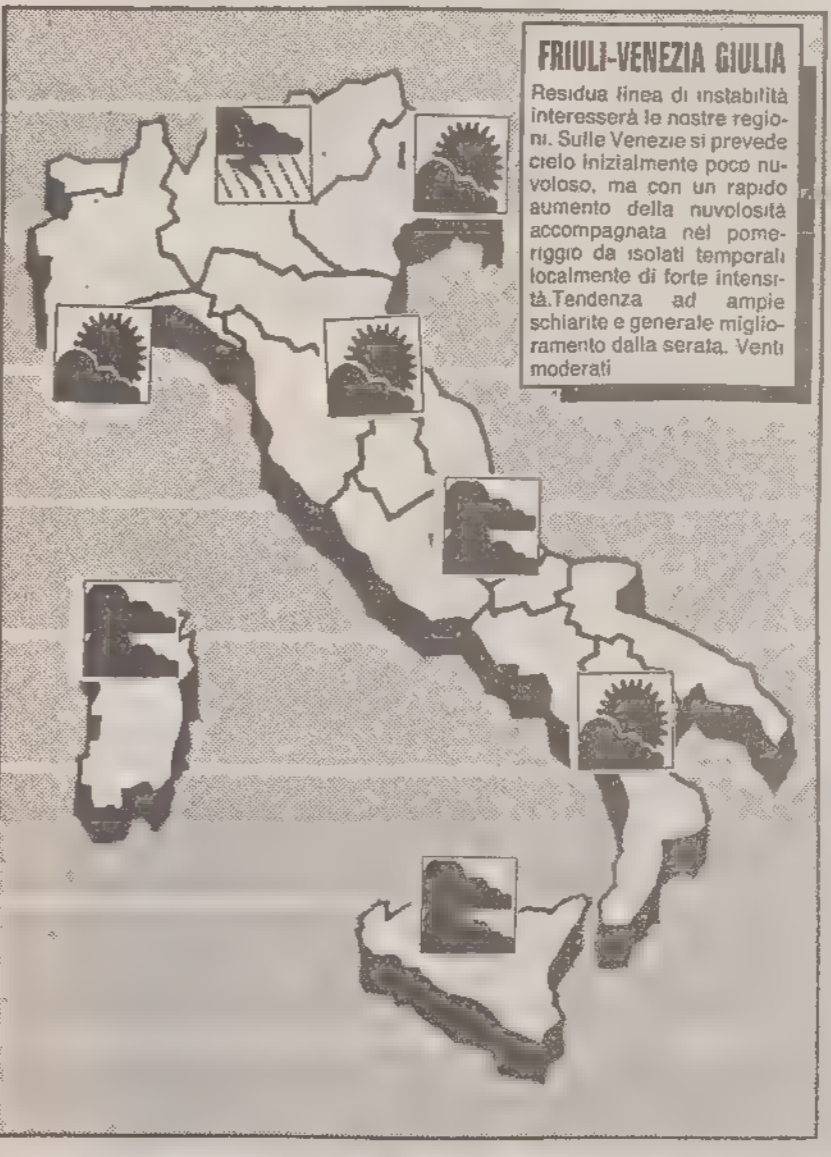 FRIULI-VENEZIA GIULIA
Residua linea di instabilità
interesserà le nostre regio-
ni. Sulle Venezie si prevede
cielo inizialmente poco nu-
voloso, ma con un rapido
aumento della nuvolosità
accompagnata nel pome-
riggio da isolati temporali
localmente di forte intensi-
tà.Tendenza ad ampie
schiarite e generale miglio-
ramento dalla serata. Venti
moderati